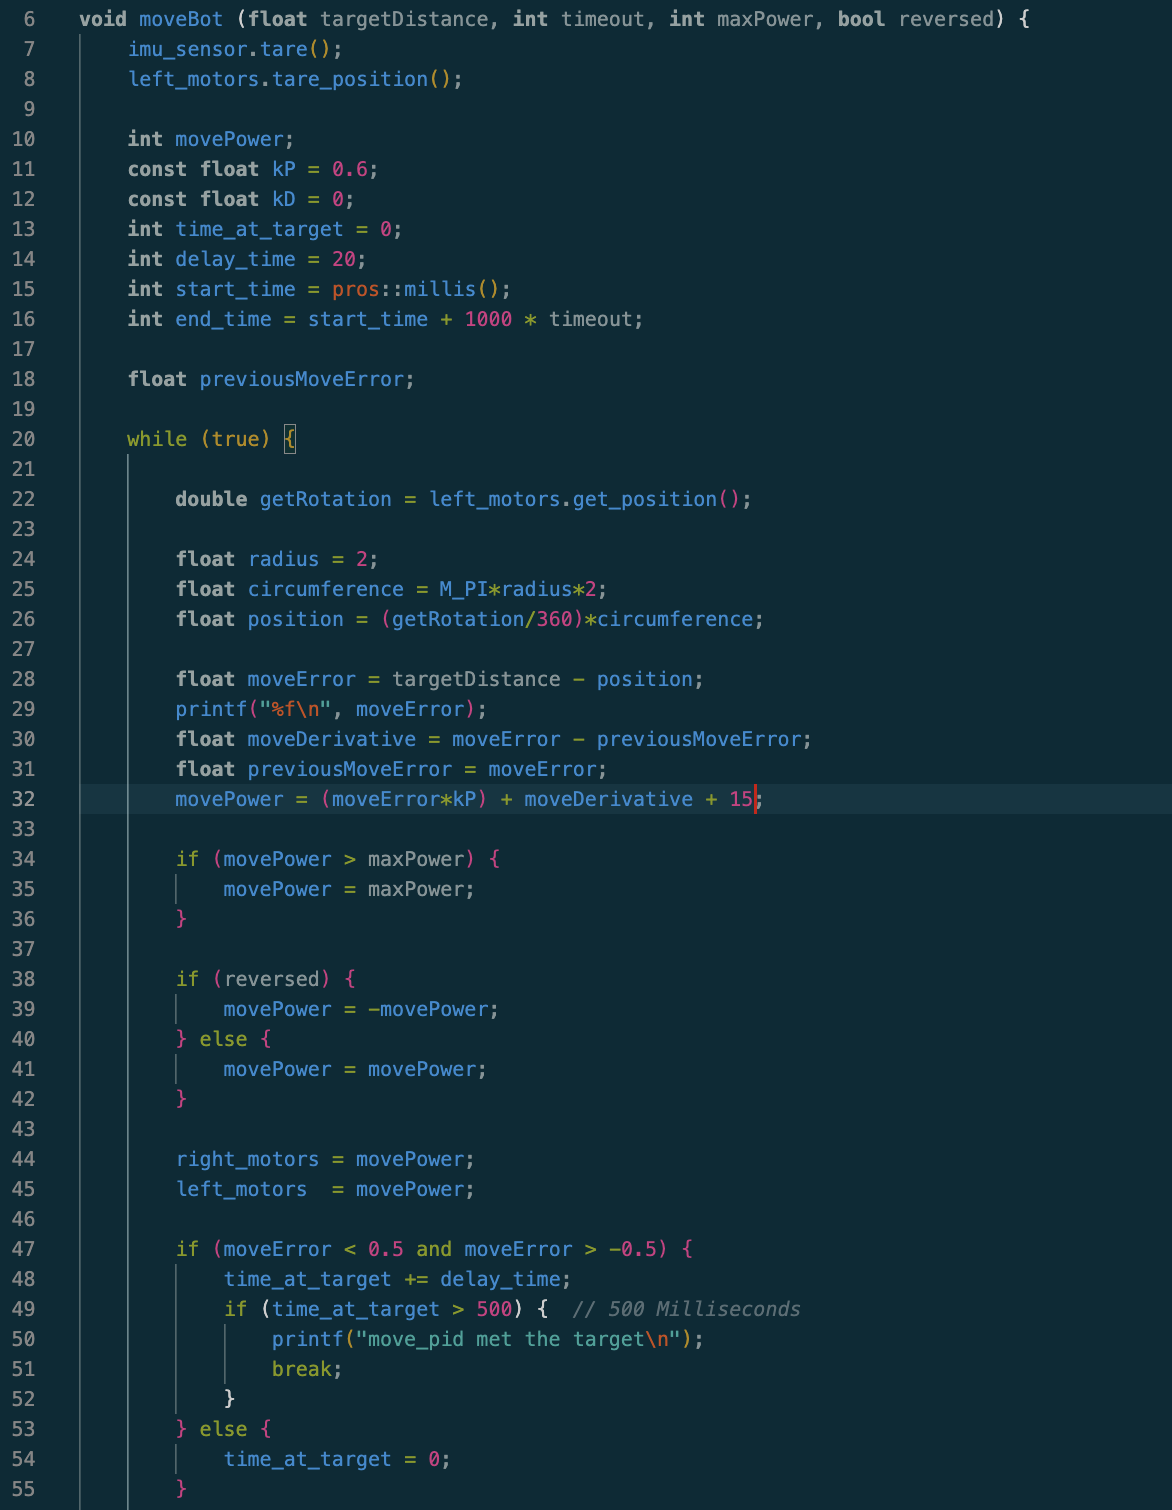 6 void moveBot (float targetDistance, int timeout, int maxPower, bool reversed) {
7 imu_sensor.tare();
8 left_motors.tare_position();
9
10 int movePower;
11 const float kP = 0.6;
12 const float kD = 0;
13 int time_at_target = 0;
14 int delay_time = 20;
15 int start_time = pros::millis();
16 int end_time = start_time + 1000 * timeout;
17
18 float previousMoveError;
19
20 while (true) {
21
22 double getRotation = left_motors.get_position();
23
24 float radius = 2;
25 float circumference = M_PI*radius*2;
26 float position = (getRotation/360)*circumference;
27
28 float moveError = targetDistance - position;
29 printf("%f\n", moveError);
30 float moveDerivative = moveError - previousMoveError;
31 float previousMoveError = moveError;
32 movePower = (moveError*kP) + moveDerivative + 15;
33
34 if (movePower > maxPower) {
35 movePower = maxPower;
36 }
37
38 if (reversed) {
39 movePower = -movePower;
40 } else {
41 movePower = movePower;
42 }
43
44 right_motors = movePower;
45 left_motors  = movePower;
46
47 if (moveError < 0.5 and moveError > -0.5) {
48 time_at_target += delay_time;
49 if (time_at_target > 500) {  // 500 Milliseconds
50 printf("move_pid met the target\n");
51 break;
52 }
53 } else {
54 time_at_target = 0;
55 }